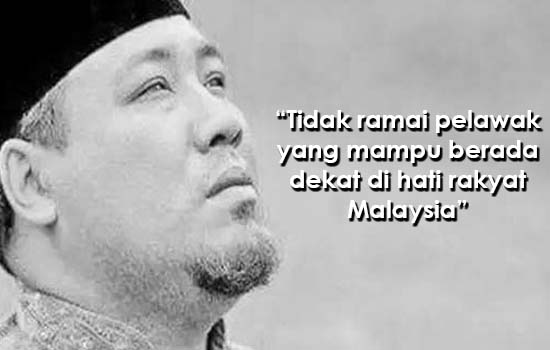 “Tidak ramai pelawak
yang mampu berada
dekat di hati rakyat
Malaysia”